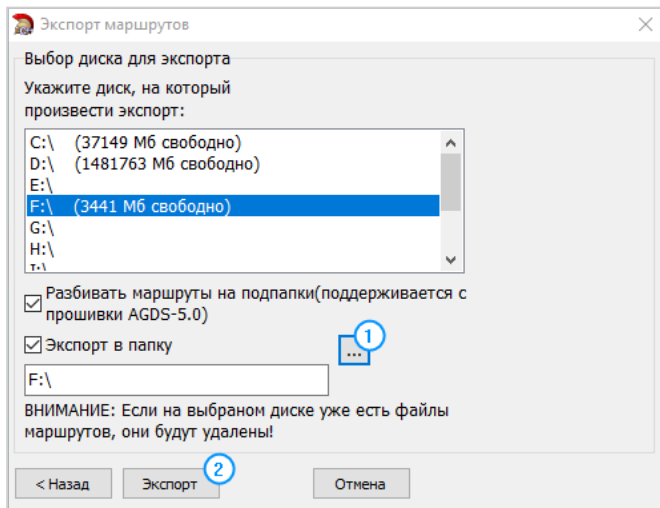 Экспорт маршрутов
Выбор диска для экспорта
Укажите диск, на который
произвести экспорт:
C:\ (37149 Мб свободно)
D:\ (1481763 Мб свободно)
E:\
F:\ (3441 Мб свободно)
G:\
H:\
I:\
Разбивать маршруты на подпапки(поддерживается с
прошивки AGDS-5.0)
Экспорт в папку
1
...
F:\
ВНИМАНИЕ: Если на выбраном диске уже есть файлы
маршрутов, они будут удалены!
2
< Назад Экспорт Отмена